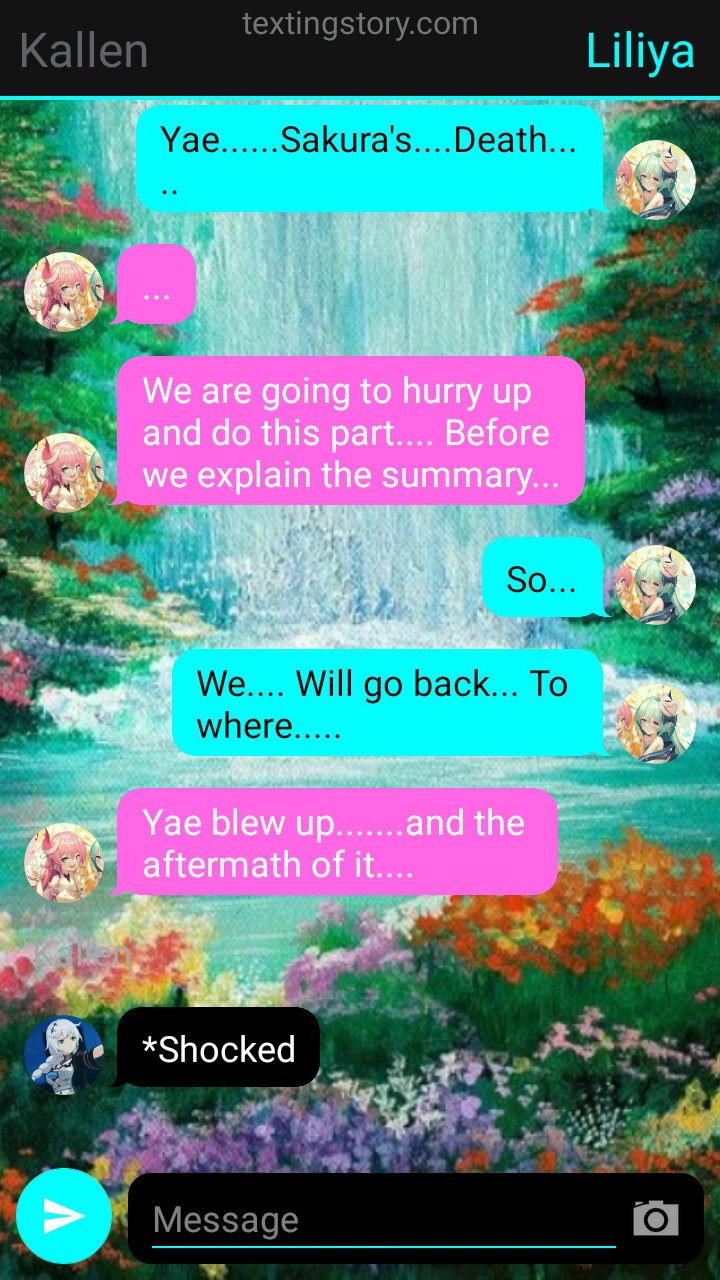 textingstory.com
Kallen
Liliya
Yae......Sakura's....Death...
..
...
We are going to hurry up
and do this part.... Before
we explain the summary...
So...
We.... Will go back... To
where.....
Yae blew up.......and the
aftermath of it....
Kallen
*Shocked
Message